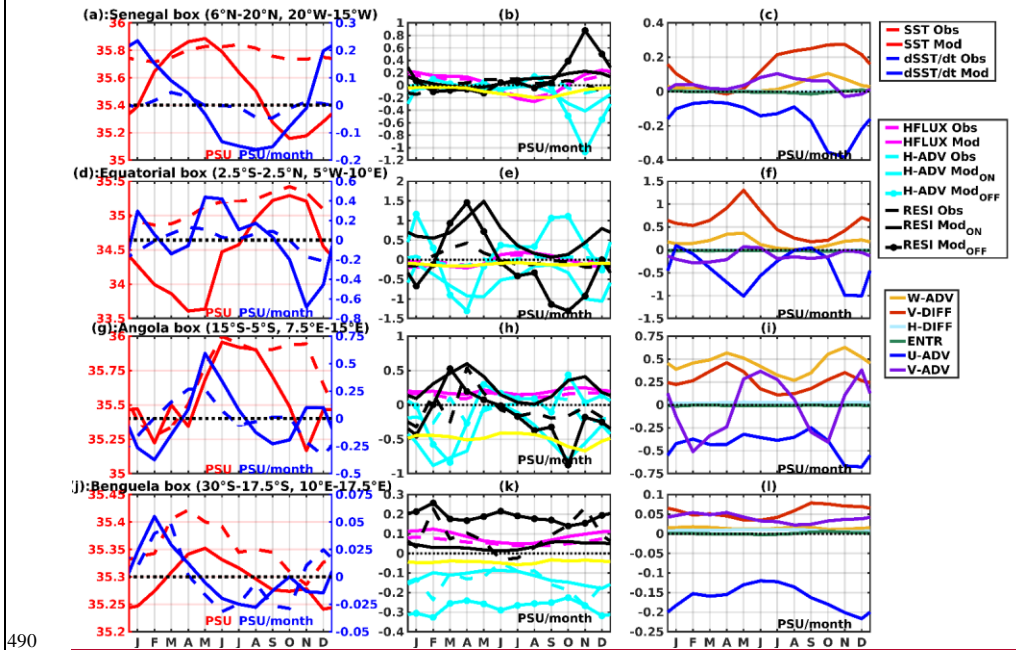 (a):Senegal box (6°N-20°N, 20°W-15°W)
(b)
(c)
36
35.8
35.6
35.4
35.2
35
0.3
0.2
0.1
0
-0.1
-0.2
PSU
PSU/month
1
0.8
0.6
0.4
0.2
0
-0.2
-0.4
-0.6
-0.8
-1
-1.2
PSU/month
0.4
0.2
0
-0.2
-0.4
PSU/month
SST Obs
SST Mod
dSST/dt Obs
dSST/dt Mod
(d):Equatorial box (2.5°S-2.5°N, 5°W-10°E)
(e)
(f)
35.5
35
34.5
34
33.5
0.6
0.4
0.2
0
-0.2
-0.4
-0.6
-0.8
PSU
PSU/month
2
1.5
1
0.5
0
-0.5
-1
-1.5
PSU/month
1.5
1
0.5
0
-0.5
-1
-1.5
PSU/month
HFLUX Obs
HFLUX Mod
H-ADV Obs
H-ADV ModON
H-ADV ModOFF
RESI Obs
RESI ModON
RESI ModOFF
(g):Angola box (15°S-5°S, 7.5°E-15°E)
(h)
(i)
36
35.75
35.5
35.25
35
0.75
0.5
0.25
0
-0.25
-0.5
PSU
PSU/month
1
0.5
0
-0.5
-1
PSU/month
0.75
0.5
0.25
0
-0.25
-0.5
-0.75
PSU/month
W-ADV
V-DIFF
H-DIFF
ENTR
U-ADV
V-ADV
j):Benguela box (30°S-17.5°S, 10°E-17.5°E)
(k)
(l)
35.45
35.4
35.35
35.3
35.25
35.2
0.075
0.05
0.025
0
-0.025
-0.05
PSU
PSU/month
0.3
0.2
0.1
0
-0.1
-0.2
-0.3
-0.4
PSU/month
0.1
0.05
0
-0.05
-0.1
-0.15
-0.2
-0.25
PSU/month
J F M A M J J A S O N D
J F M A M J J A S O N D
J F M A M J J A S O N D
490